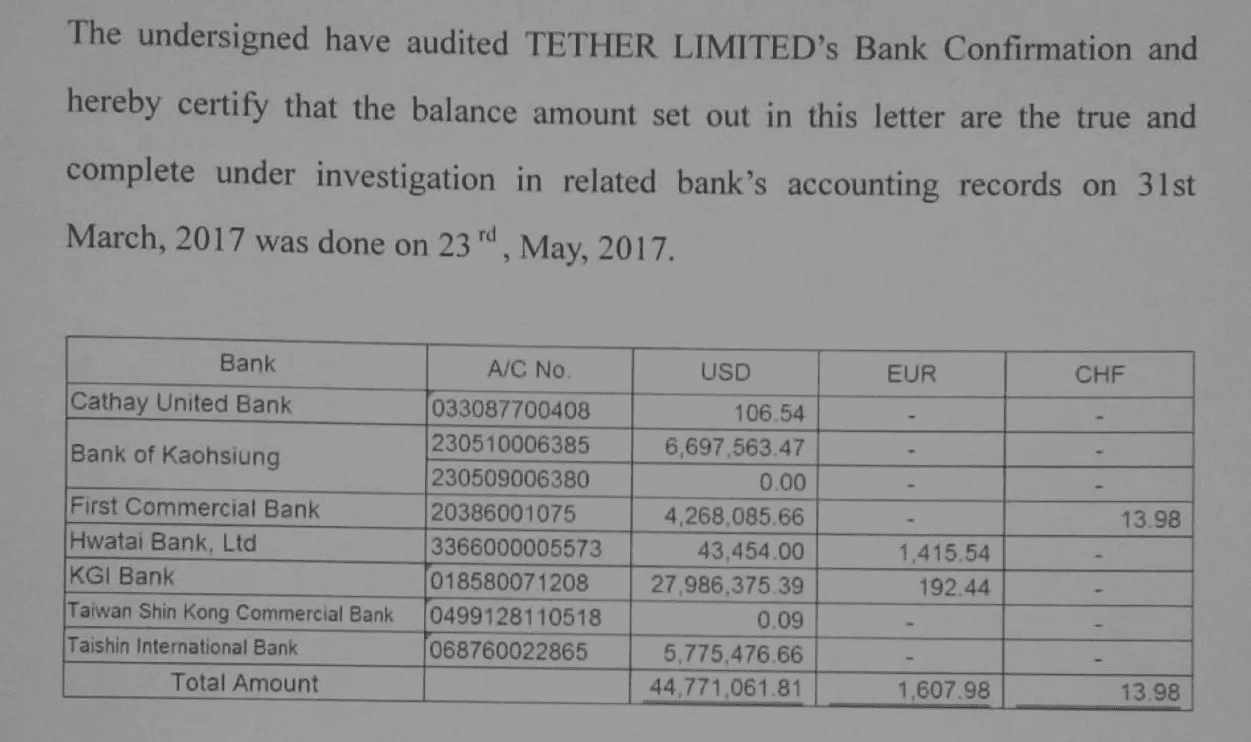 The undersigned have audited TETHER LIMITED's Bank Confirmation and
hereby certify that the balance amount set out in this letter are the true and
complete under investigation in related bank's accounting records on 31st
March, 2017 was done on 23 rd, May, 2017.
Bank A/C No. USD EUR CHF
Cathay United Bank 033087700408 106.54 - -
Bank of Kaohsiung 230510006385 6,697,563.47 - -
230509006380 0.00 - -
First Commercial Bank 20386001075 4,268,085.66 - 13.98
Hwatai Bank, Ltd 3366000005573 43,454.00 1,415.54 -
KGI Bank 018580071208 27,986,375.39 192.44 -
Taiwan Shin Kong Commercial Bank 0499128110518 0.09 - -
Taishin International Bank 068760022865 5,775,476.66 - -
Total Amount 44,771,061.81 1,607.98 13.98